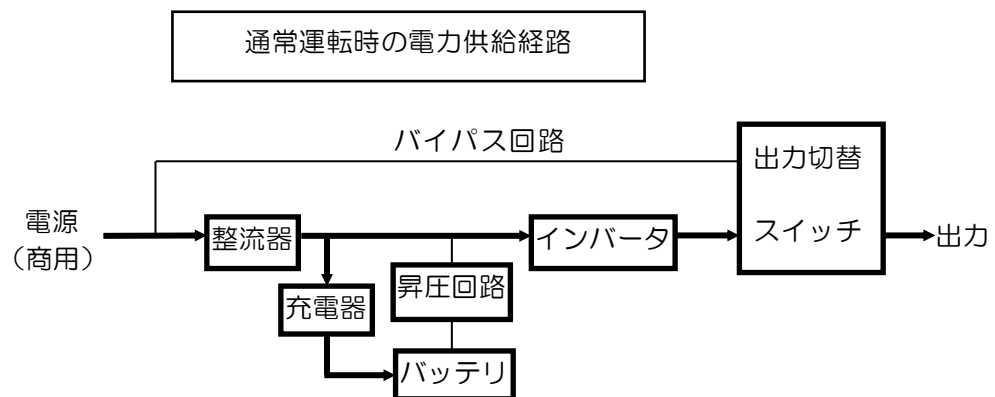 通常運転時の電力供給経路
バイパス回路
出力切替
スイッチ
電源
（商用）
整流器
インバータ
出力
充電器
昇圧回路
バッテリ